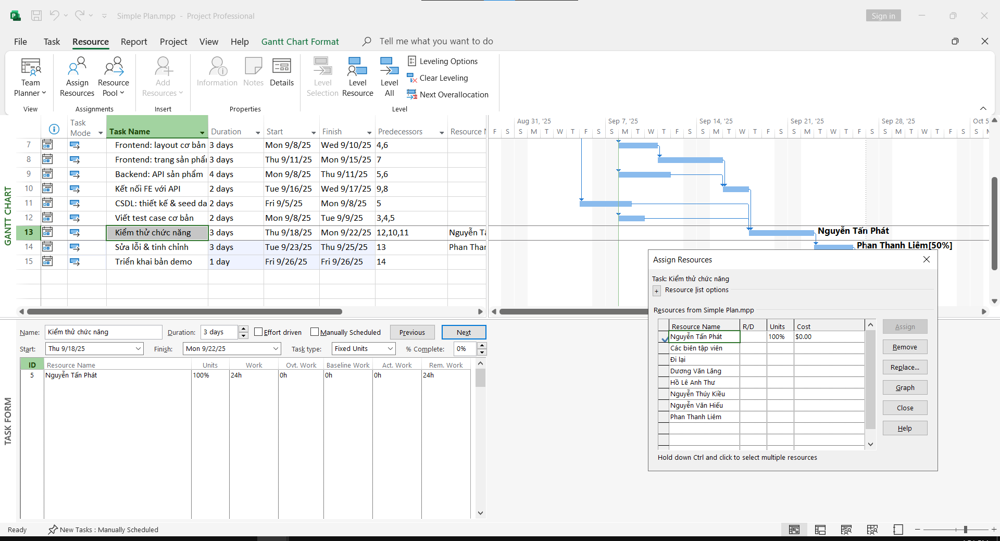 Simple Plan.mpp - Project Professional
Sign in
File Task Resource Report Project View Help Gantt Chart Format Tell me what you want to do
Team Planner
Assign Resources
Resource Pool
Add Resources
Information
Notes
Details
Level Selection
Level Resource
Level All
Leveling Options
Clear Leveling
Next Overallocation
View Assignments Insert Properties Level
GANTT CHART
Task Mode Task Name Duration Start Finish Predecessors Resource N
Aug 31, '25 Sep 7, '25 Sep 14, '25 Sep 21, '25 Sep 28, '25 Oct 5
F S S M T W T F S S M T W T F S S M T W T F S S M T W T F S S M T W T F S S M
7 Frontend: layout cơ bản 3 days Mon 9/8/25 Wed 9/10/25 4,6
8 Frontend: trang sản phẩ 3 days Thu 9/11/25 Mon 9/15/25 7
9 Backend: API sản phẩm 4 days Mon 9/8/25 Thu 9/11/25 5,6
10 Kết nối FE với API 2 days Tue 9/16/25 Wed 9/17/25 9,8
11 CSDL: thiết kế & seed da 2 days Fri 9/5/25 Mon 9/8/25 5
12 Viết test case cơ bản 2 days Mon 9/8/25 Tue 9/9/25 3,4,5
13 Kiểm thử chức năng 3 days Thu 9/18/25 Mon 9/22/25 12,10,11 Nguyễn Tấ Nguyễn Tấn Phát
14 Sửa lỗi & tinh chỉnh 3 days Tue 9/23/25 Thu 9/25/25 13 Phan Thar Phan Thanh Liêm[50%]
15 Triển khai bản demo 1 day Fri 9/26/25 Fri 9/26/25 14
TASK FORM
Name: Kiểm thử chức năng Duration: 3 days Effort driven Manually Scheduled Previous Next
Start: Thu 9/18/25 Finish: Mon 9/22/25 Task type: Fixed Units % Complete: 0%
ID Resource Name Units Work Ovt. Work Baseline Work Act. Work Rem. Work
5 Nguyễn Tấn Phát 100% 24h 0h 0h 0h 24h
Assign Resources
Task: Kiểm thử chức năng
+ Resource list options
Resources from Simple Plan.mpp
Resource Name R/D Units Cost
Nguyễn Tấn Phát 100% $0.00
Các biên tập viên
Đi lại
Dương Văn Lăng
Hồ Lê Anh Thư
Nguyễn Thúy Kiều
Nguyễn Văn Hiếu
Phan Thanh Liêm
Assign
Remove
Replace...
Graph
Close
Help
Hold down Ctrl and click to select multiple resources
Ready New Tasks : Manually Scheduled